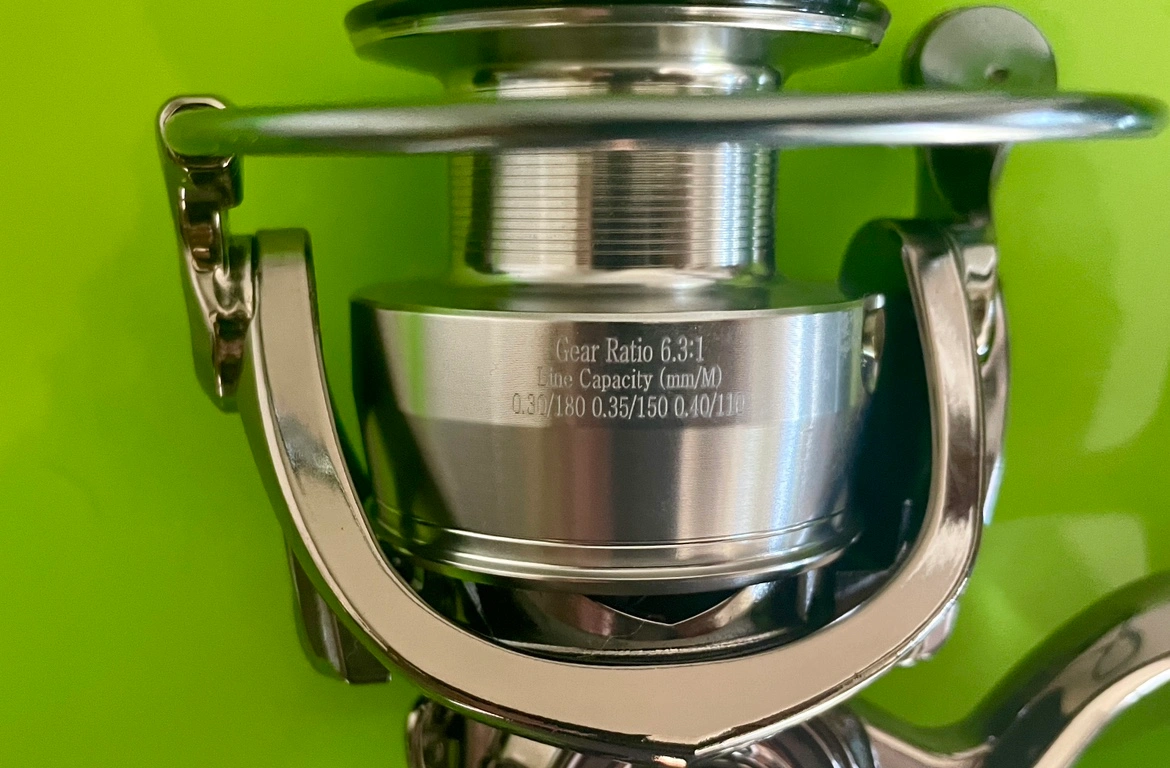 Gear Ratio 6.3:1
Line Capacity (mm/M)
0.30/180 0.35/150 0.40/110